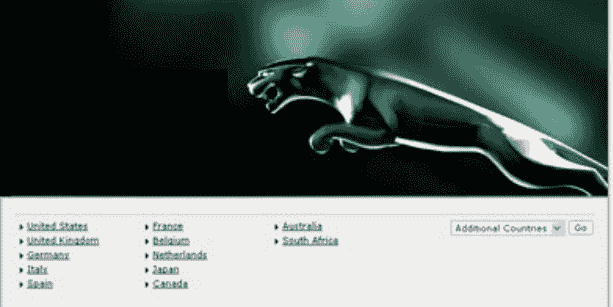 United States
United Kingdom
Germany
Italy
Spain
France
Belgium
Netherlands
Japan
Canada
Australia
South Africa
Additional Countries
Go